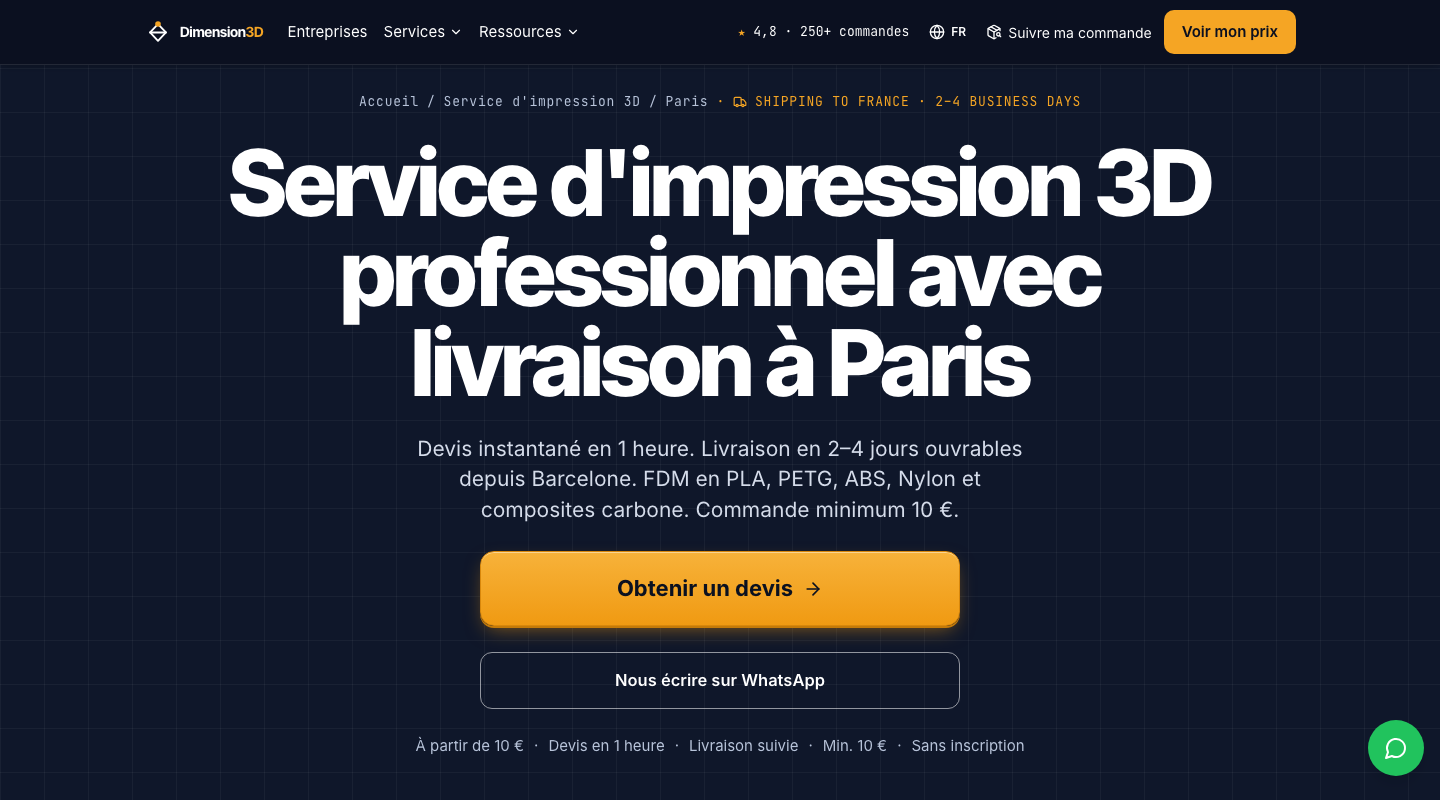 Dimension3D Entreprises Services Ressources ★ 4,8 · 250+ commandes FR Suivre ma commande Voir mon prix
Accueil / Service d'impression 3D / Paris · SHIPPING TO FRANCE · 2–4 BUSINESS DAYS
Service d'impression 3D
professionnel avec
livraison à Paris
Devis instantané en 1 heure. Livraison en 2–4 jours ouvrables
depuis Barcelone. FDM en PLA, PETG, ABS, Nylon et
composites carbone. Commande minimum 10 €.
Obtenir un devis →
Nous écrire sur WhatsApp
À partir de 10 € · Devis en 1 heure · Livraison suivie · Min. 10 € · Sans inscription